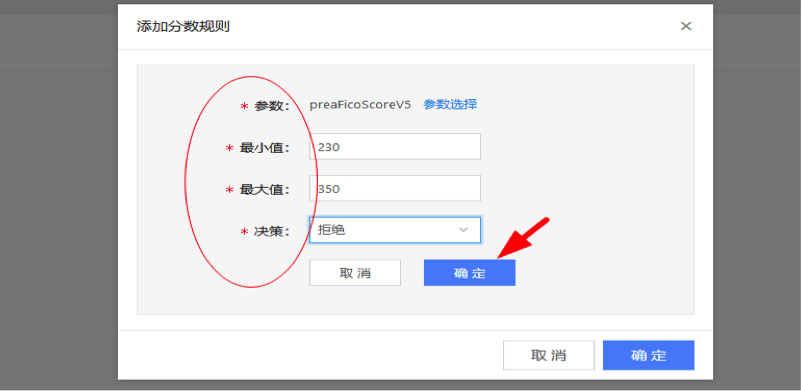 添加分数规则
* 参数： preaFicoScoreV5 参数选择
* 最小值： 230
* 最大值： 350
* 决策： 拒绝
取 消 确 定
取 消 确 定